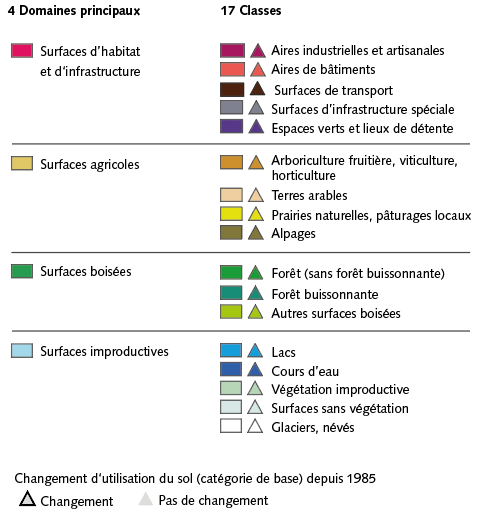 4 Domaines principaux
17 Classes
Surfaces d'habitat
et d'infrastructure
Aires industrielles et artisanales
Aires de bâtiments
Surfaces de transport
Surfaces d'infrastructure spéciale
Espaces verts et lieux de détente
Surfaces agricoles
Arboriculture fruitière, viticulture,
horticulture
Terres arables
Prairies naturelles, pâturages locaux
Alpages
Surfaces boisées
Forêt (sans forêt buissonnante)
Forêt buissonnante
Autres surfaces boisées
Surfaces improductives
Lacs
Cours d'eau
Végétation improductive
Surfaces sans végétation
Glaciers, névés
Changement d'utilisation du sol (catégorie de base) depuis 1985
Changement
Pas de changement